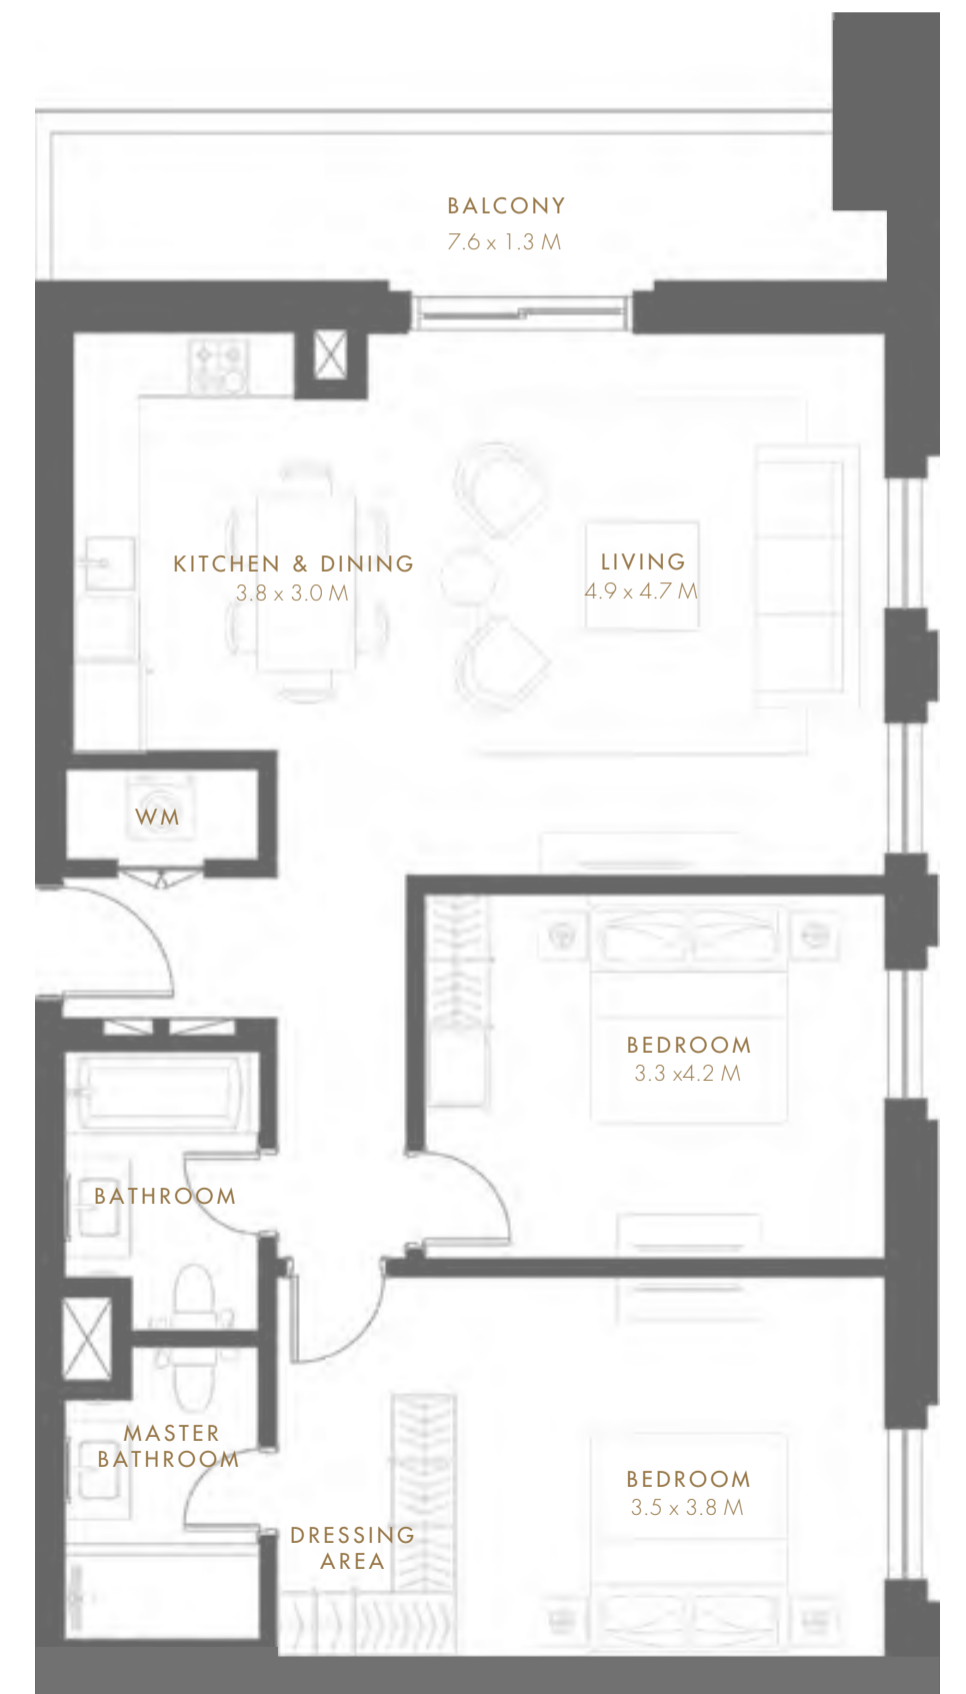 BALCONY
7.6 x 1.3 M
KITCHEN & DINING
3.8 x 3.0 M
LIVING
4.9 x 4.7 M
WM
BEDROOM
3.3 x4.2 M
BATHROOM
MASTER
BATHROOM
DRESSING
AREA
BEDROOM
3.5 x 3.8 M